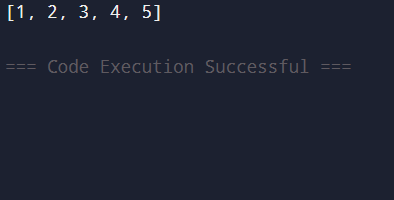 [1, 2, 3, 4, 5]
=== Code Execution Successful ===